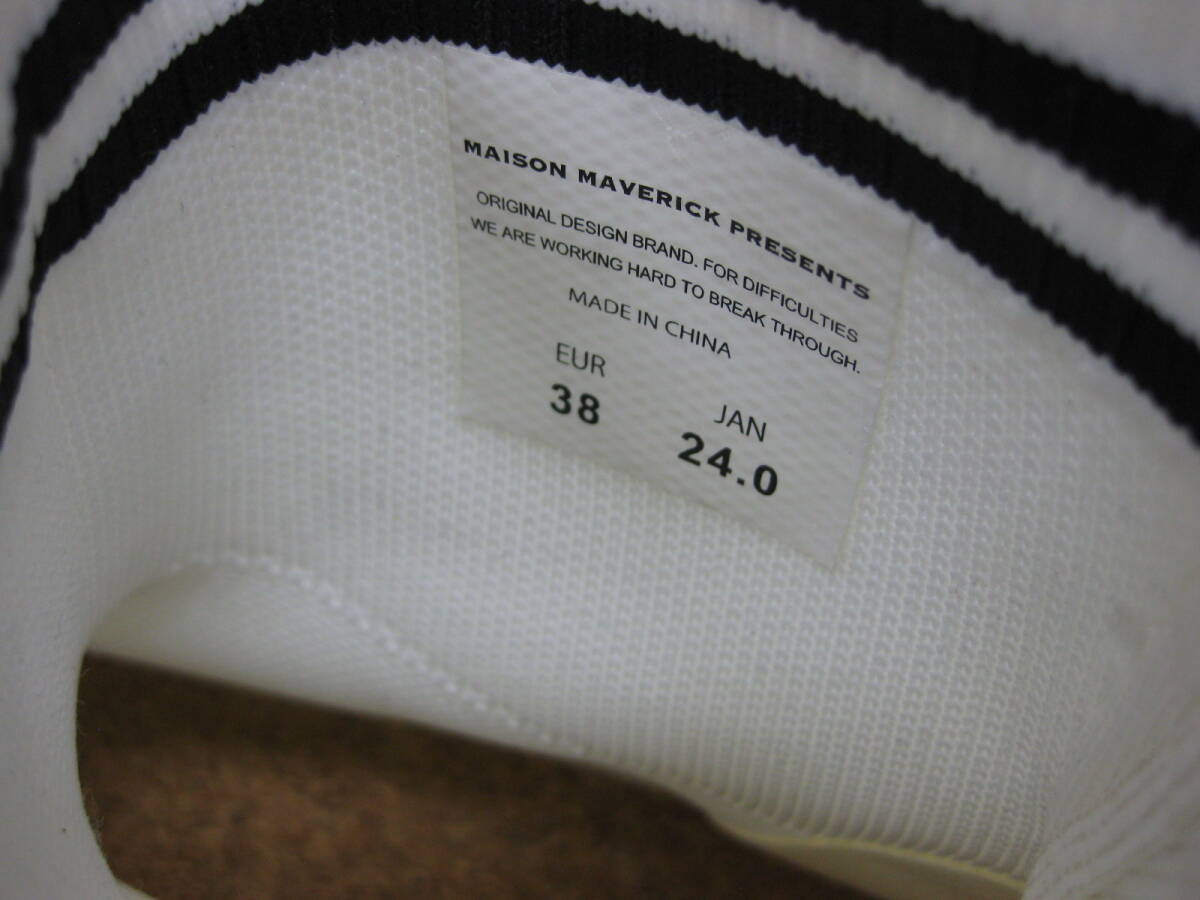 MAISON MAVERICK PRESENTS
ORIGINAL DESIGN BRAND. FOR DIFFICULTIES
WE ARE WORKING HARD TO BREAK THROUGH.
MADE IN CHINA
EUR JAN
38 24.0